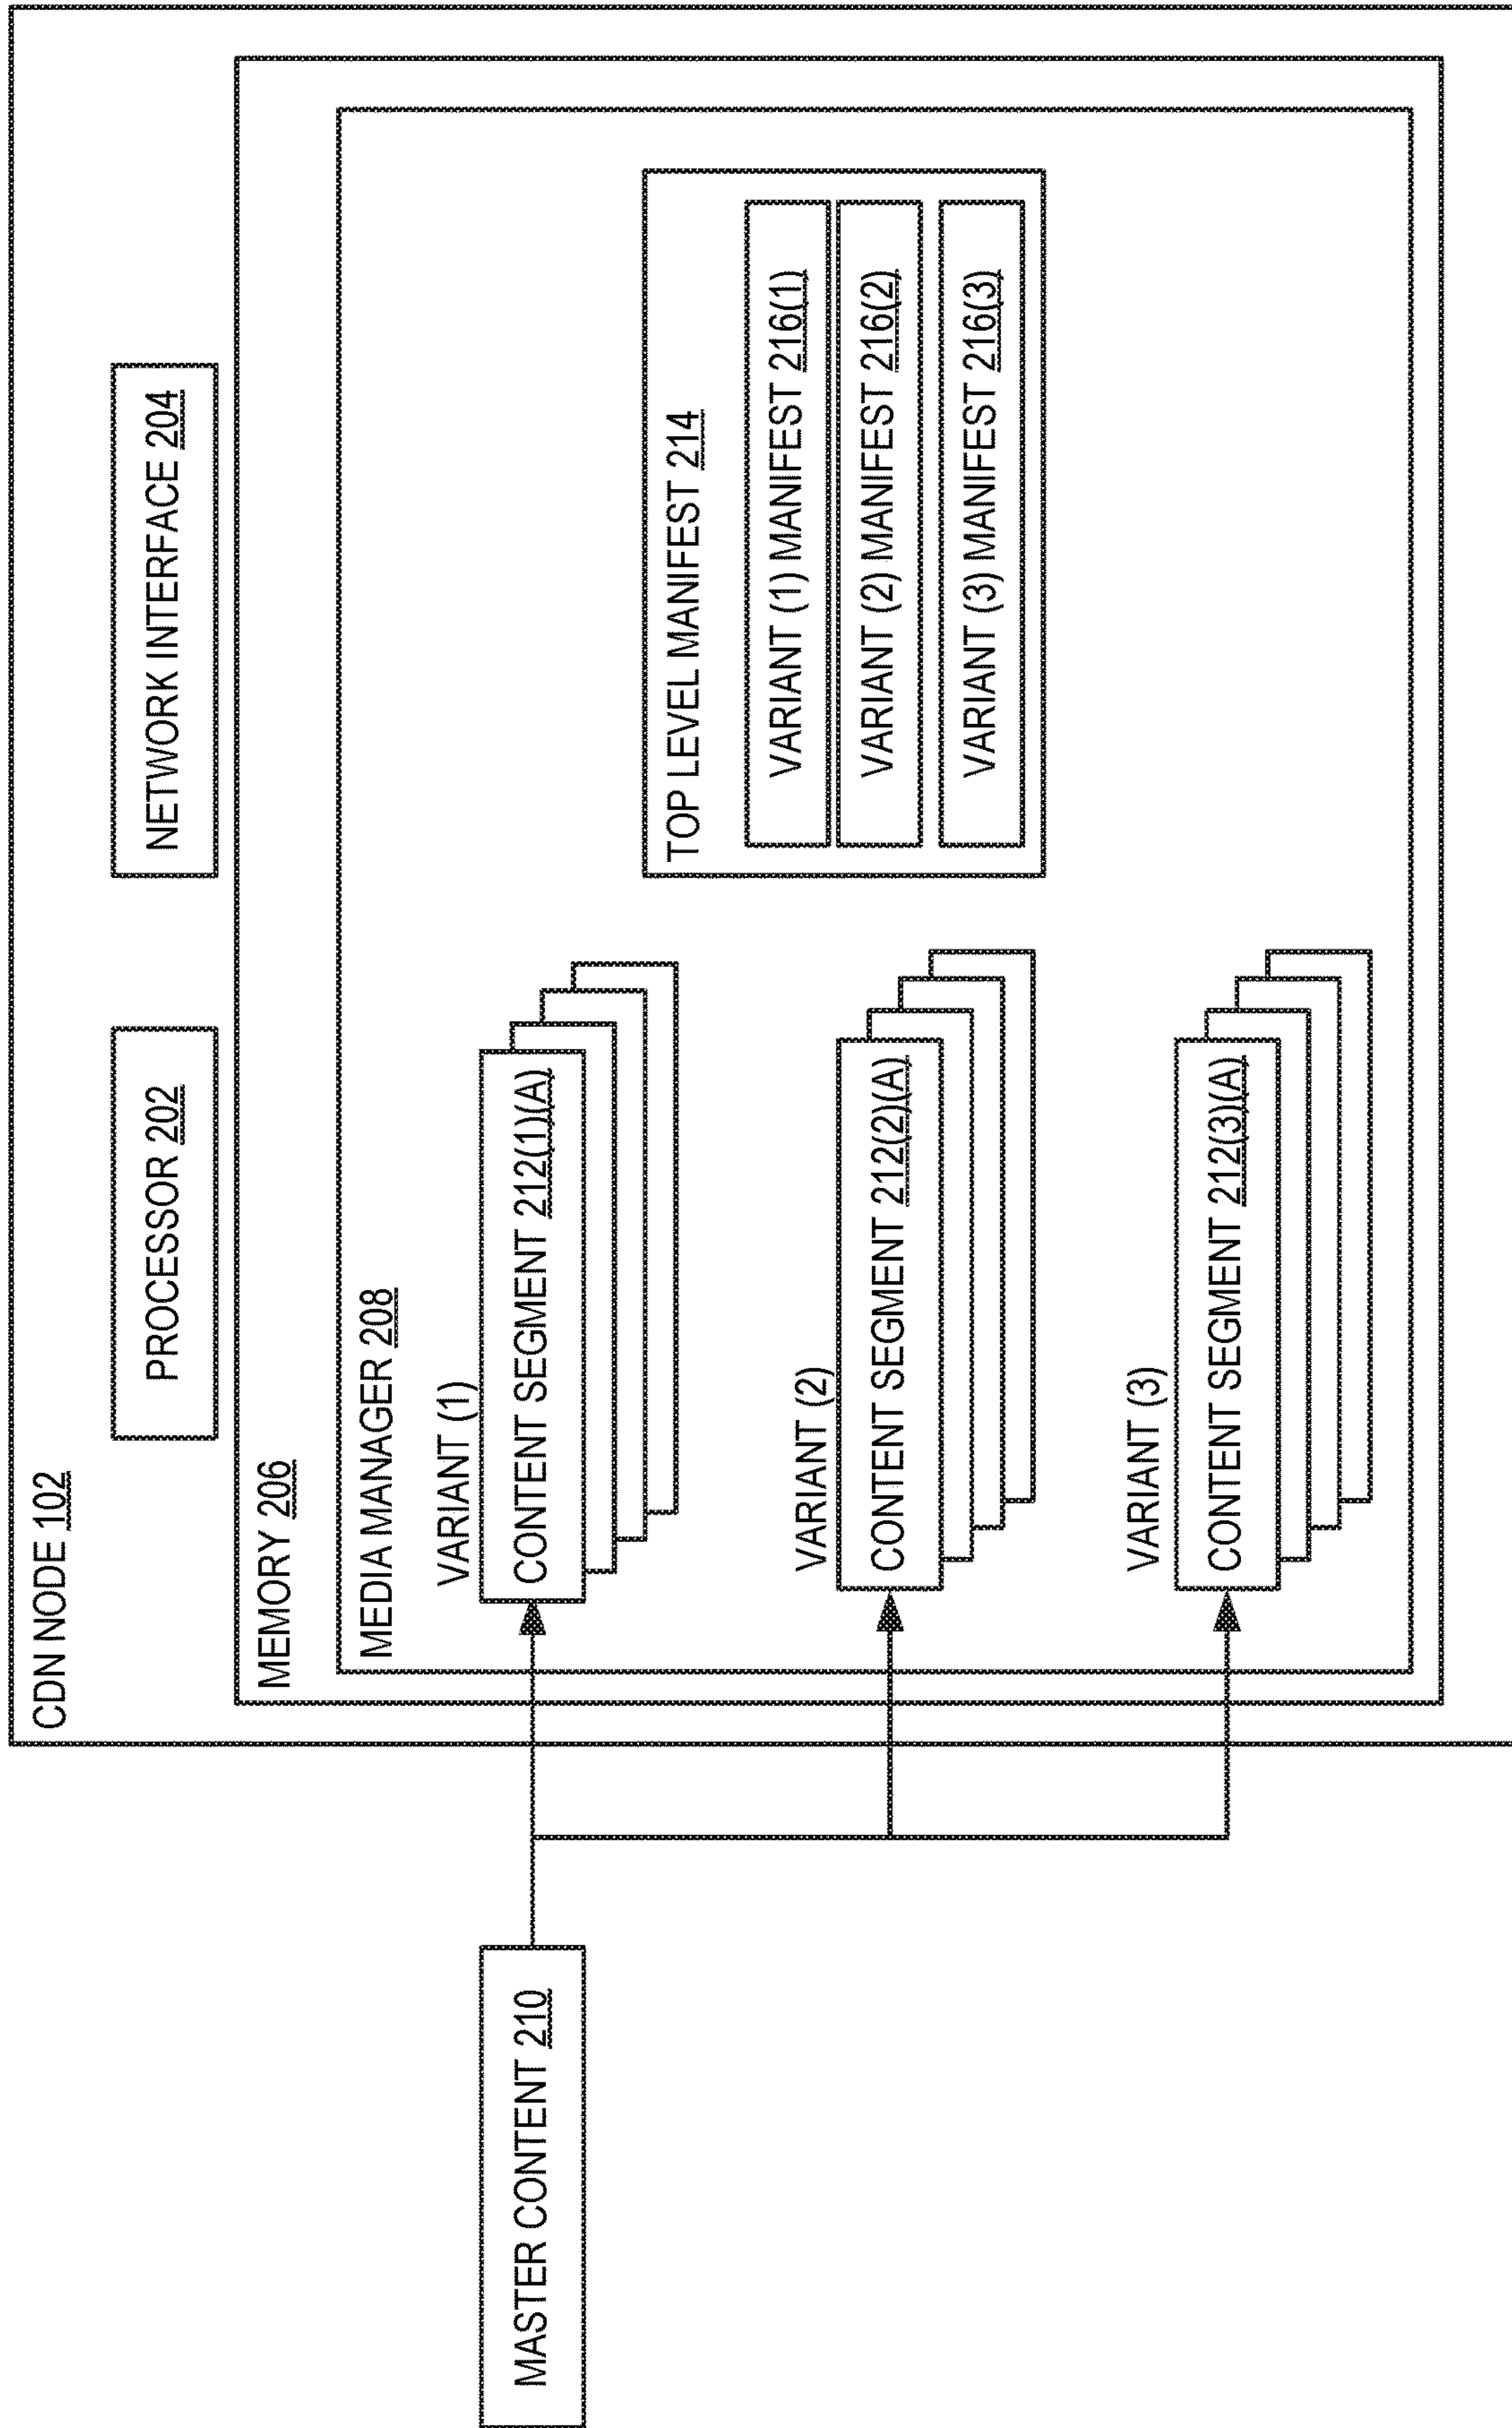 CDN NODE 102
PROCESSOR 202
NETWORK INTERFACE 204
MEMORY 206
MEDIA MANAGER 208
VARIANT (1)
CONTENT SEGMENT 212(1)(A)
VARIANT (2)
CONTENT SEGMENT 212(2)(A)
VARIANT (3)
CONTENT SEGMENT 212(3)(A)
TOP LEVEL MANIFEST 214
VARIANT (1) MANIFEST 216(1)
VARIANT (2) MANIFEST 216(2)
VARIANT (3) MANIFEST 216(3)
MASTER CONTENT 210